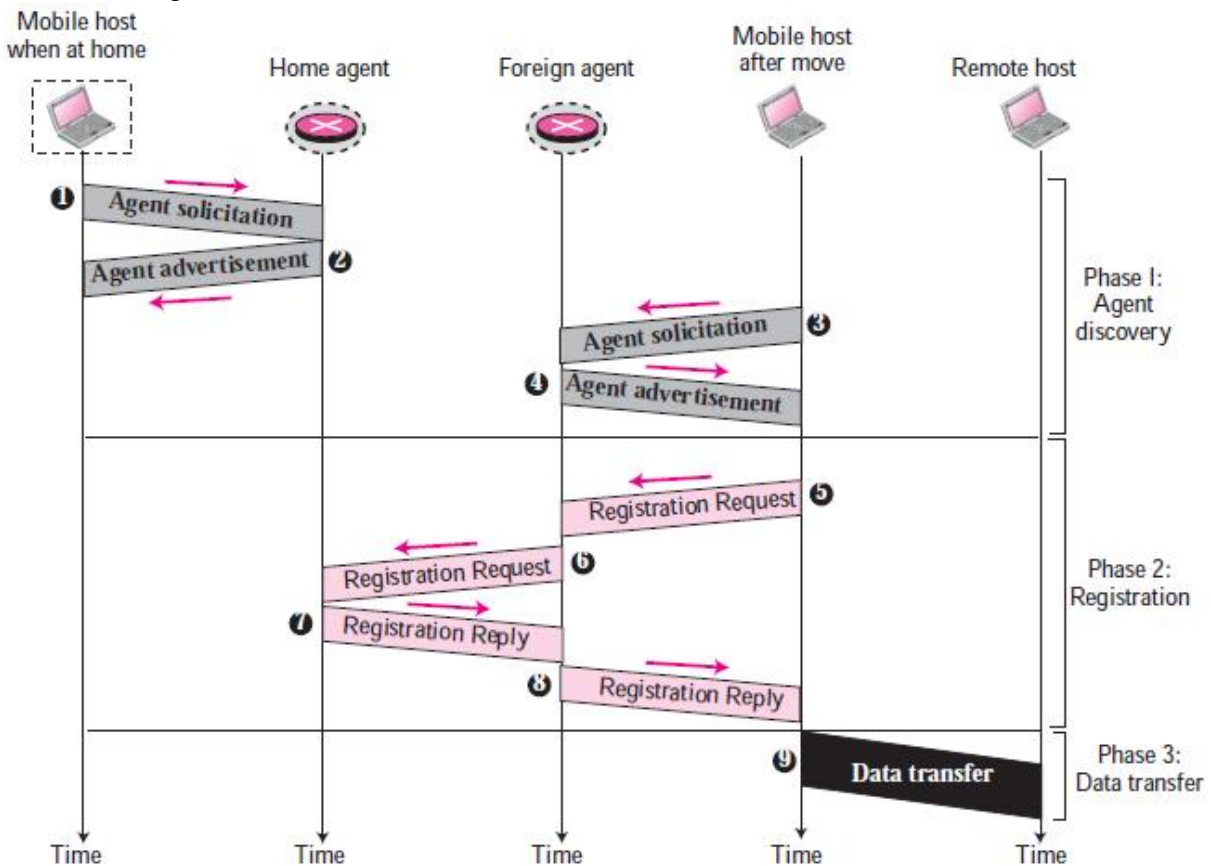 Mobile host
when at home
Home agent
Foreign agent
Mobile host
after move
Remote host
1
Agent solicitation
Agent advertisement
2
Agent solicitation
3
4
Agent advertisement
Phase I:
Agent
discovery
Registration Request
5
Registration Request
6
7
Registration Reply
8
Registration Reply
Phase 2:
Registration
9
Data transfer
Phase 3:
Data transfer
Time
Time
Time
Time
Time